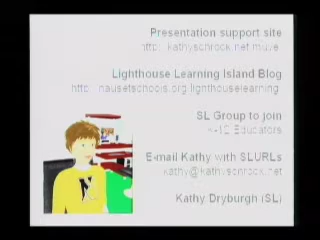 Presentation support site
http: kathyschrock.net muve
Lighthouse Learning Island Blog
http: nausetschools.org lighthouselearning
SL Group to join
K-12 Educators
E-mail Kathy with SLURLs
kathy@kathyschrock.net
Kathy Dryburgh (SL)